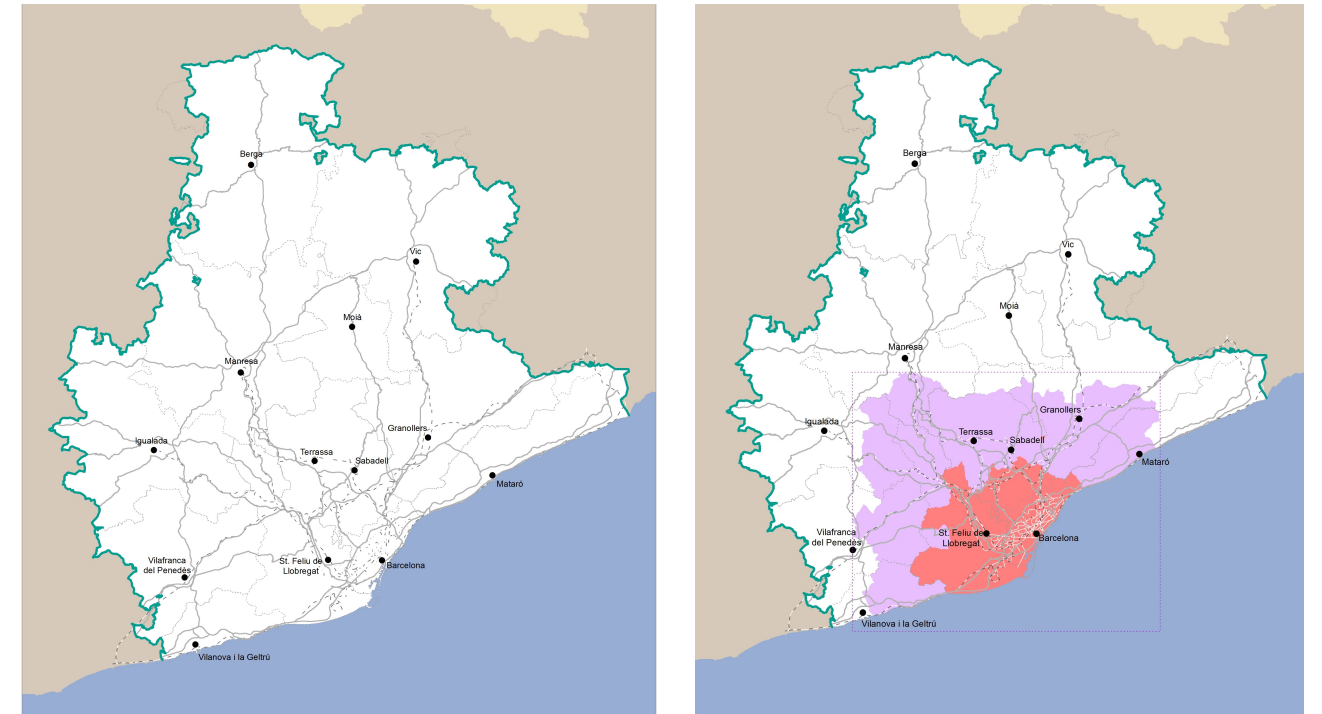 Berga
Vic
Moià
Manresa
Granollers
Igualada
Terrassa
Sabadell
Mataró
Vilafranca
del Penedès
St. Feliu de
Llobregat
Barcelona
Vilanova i la Geltrú
Berga
Vic
Moià
Manresa
Granollers
Igualada
Terrassa
Sabadell
Mataró
Vilafranca
del Penedès
St. Feliu de
Llobregat
Barcelona
Vilanova i la Geltrú